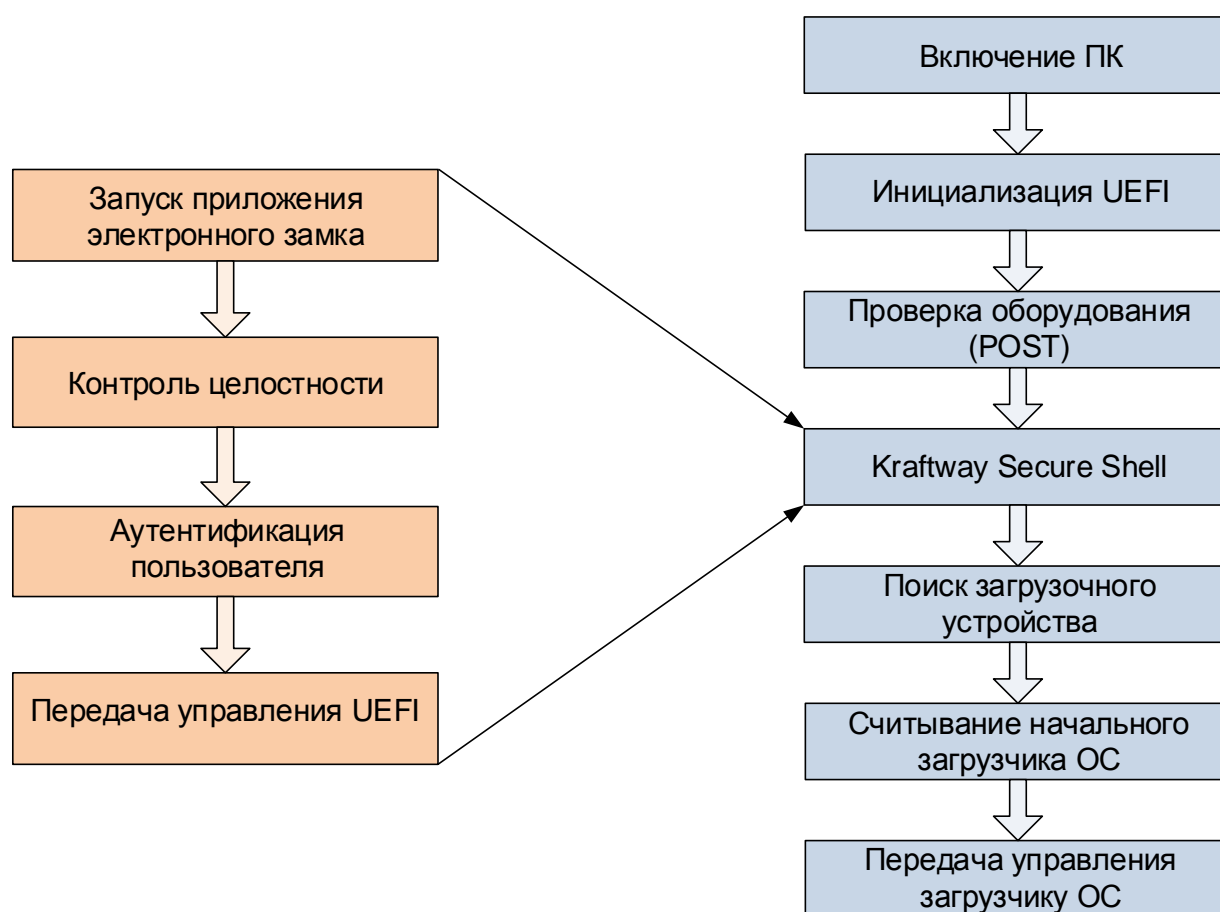 Включение ПК
Инициализация UEFI
Проверка оборудования
(POST)
Kraftway Secure Shell
Поиск загрузочного
устройства
Считывание начального
загрузчика ОС
Передача управления
загрузчику ОС
Запуск приложения
электронного замка
Контроль целостности
Аутентификация
пользователя
Передача управления UEFI